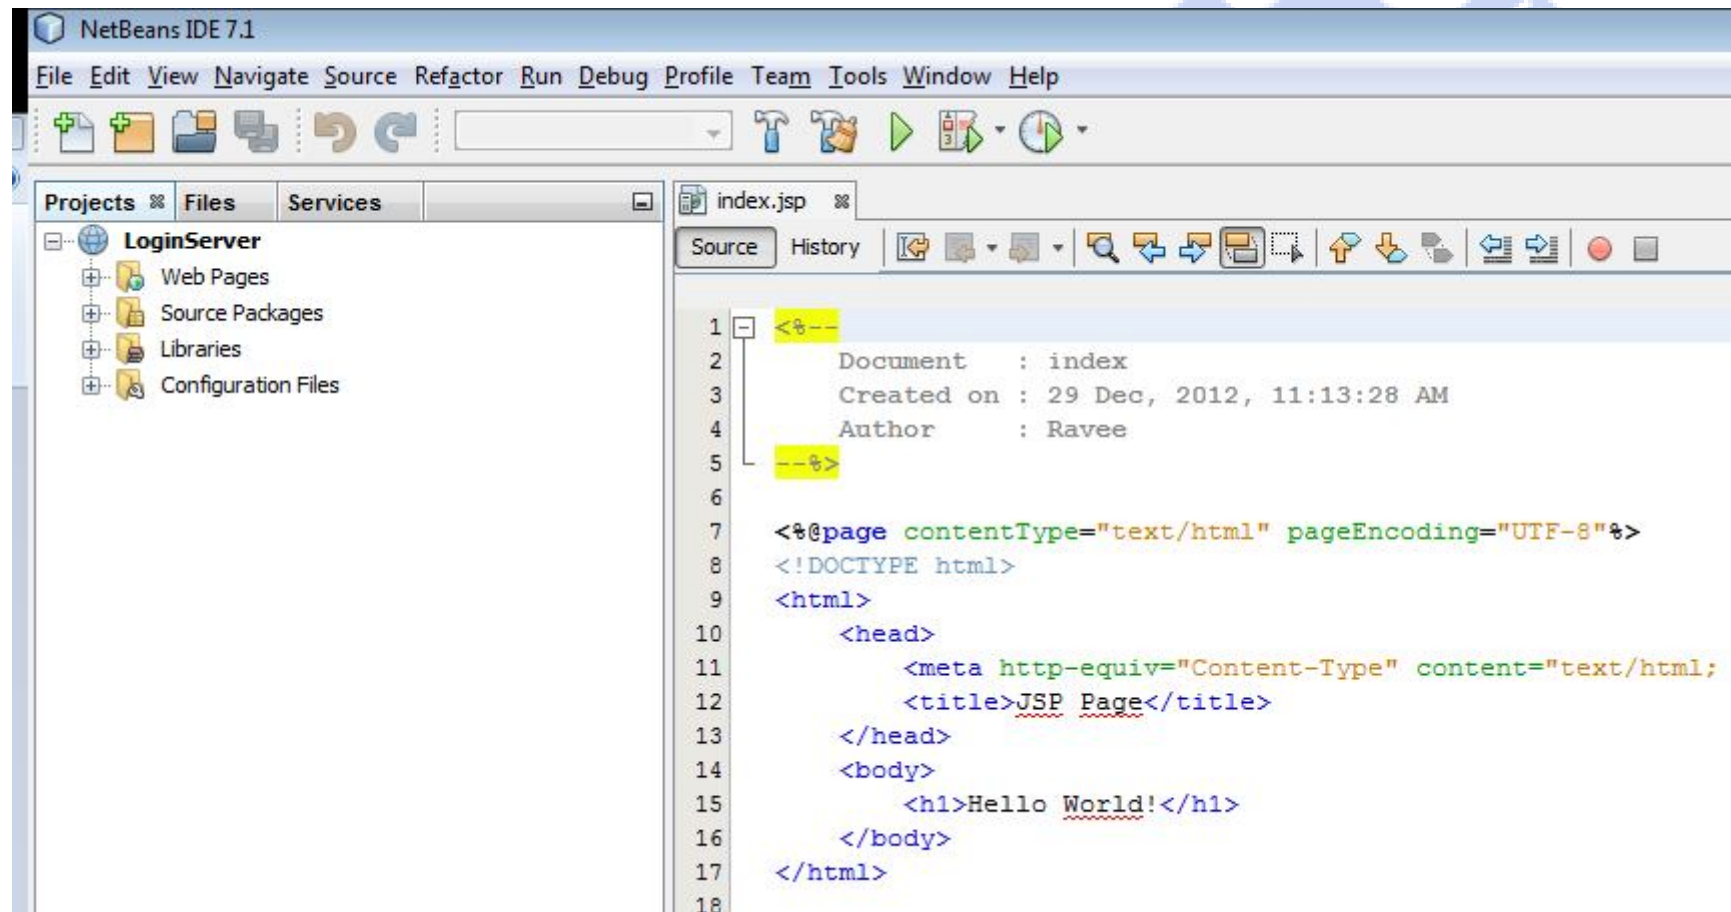 NetBeans IDE 7.1
File Edit View Navigate Source Refactor Run Debug Profile Team Tools Window Help
Projects Files Services
LoginServer
Web Pages
Source Packages
Libraries
Configuration Files
index.jsp
Source History
1 <%--
2 Document : index
3 Created on : 29 Dec, 2012, 11:13:28 AM
4 Author : Ravee
5 --%>
6
7 <%@page contentType="text/html" pageEncoding="UTF-8"%>
8 <!DOCTYPE html>
9 <html>
10 <head>
11 <meta http-equiv="Content-Type" content="text/html;
12 <title>JSP Page</title>
13 </head>
14 <body>
15 <h1>Hello World!</h1>
16 </body>
17 </html>
18